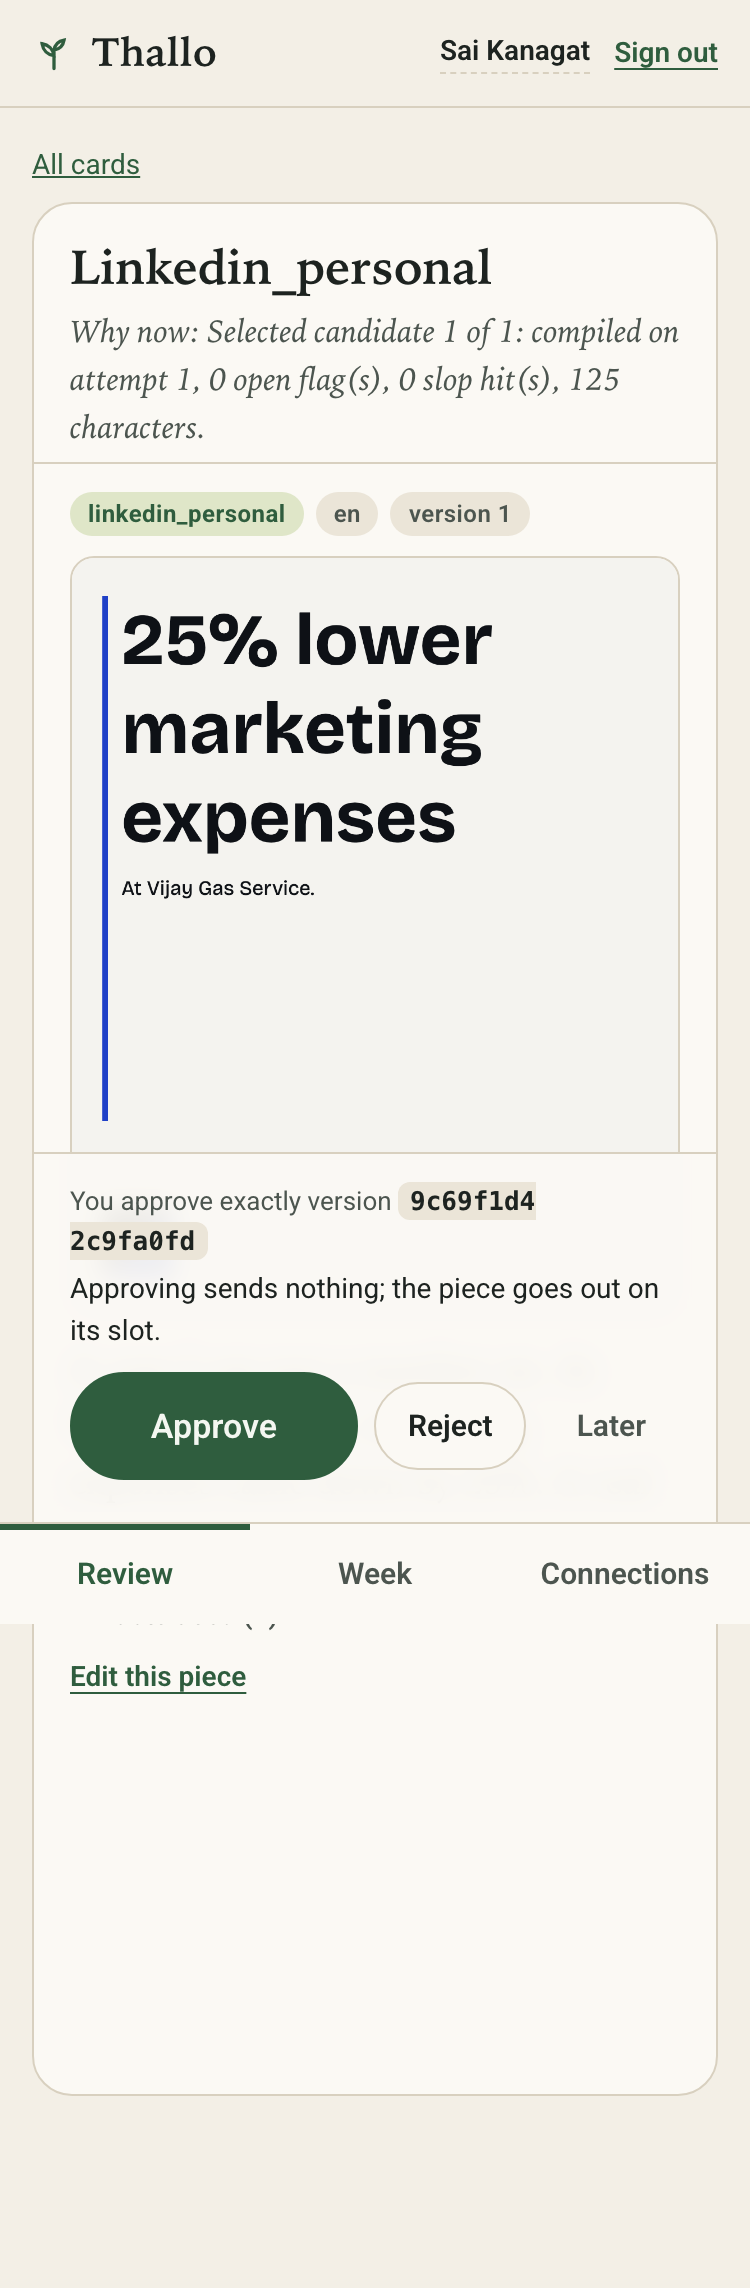 Thallo
Sai Kanagat
Sign out
All cards
Linkedin_personal
Why now: Selected candidate 1 of 1: compiled on
attempt 1, 0 open flag(s), 0 slop hit(s), 125
characters.
linkedin_personal
en
version 1
25% lower
marketing
expenses
At Vijay Gas Service.
You approve exactly version 9c69f1d4
2c9fa0fd
Approving sends nothing; the piece goes out on
its slot.
Approve
Reject
Later
Review
Week
Connections
Edit this piece